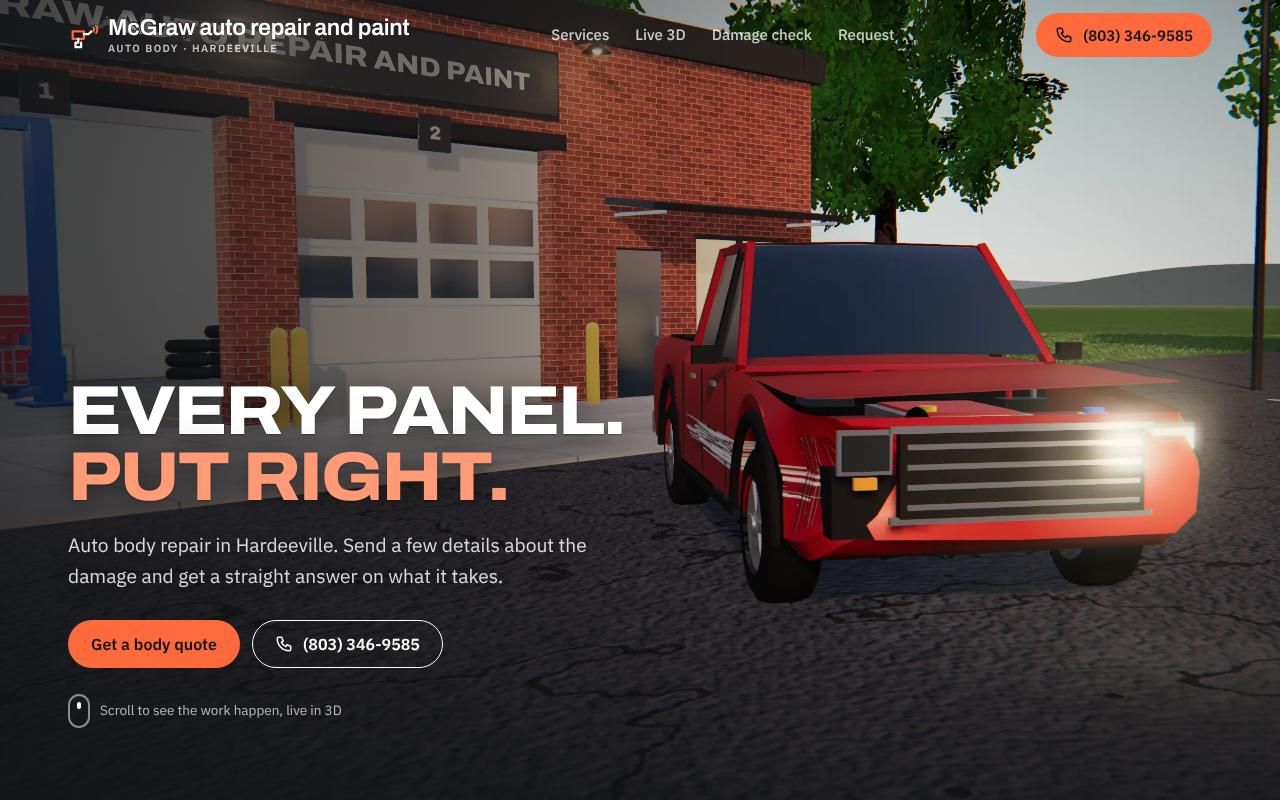 McGraw auto repair and paint
AUTO BODY · HARDEEVILLE
Services
Live 3D
Damage check
Request
(803) 346-9585
RAW AUTO REPAIR AND PAINT
1
2
EVERY PANEL.
PUT RIGHT.
Auto body repair in Hardeeville. Send a few details about the
damage and get a straight answer on what it takes.
Get a body quote
(803) 346-9585
Scroll to see the work happen, live in 3D